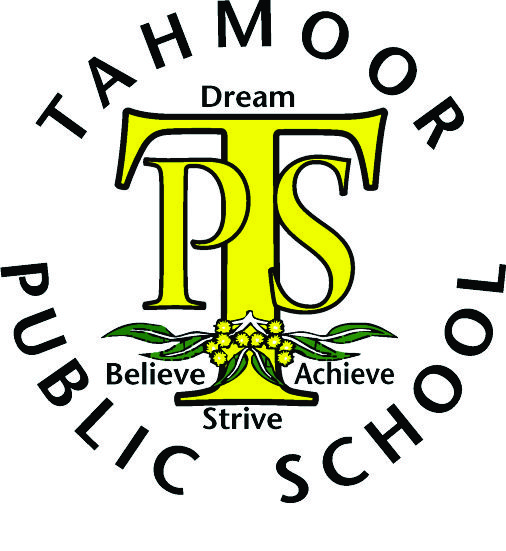 TAHMOOR
Dream
TPS
Believe
Achieve
Strive
PUBLIC SCHOOL